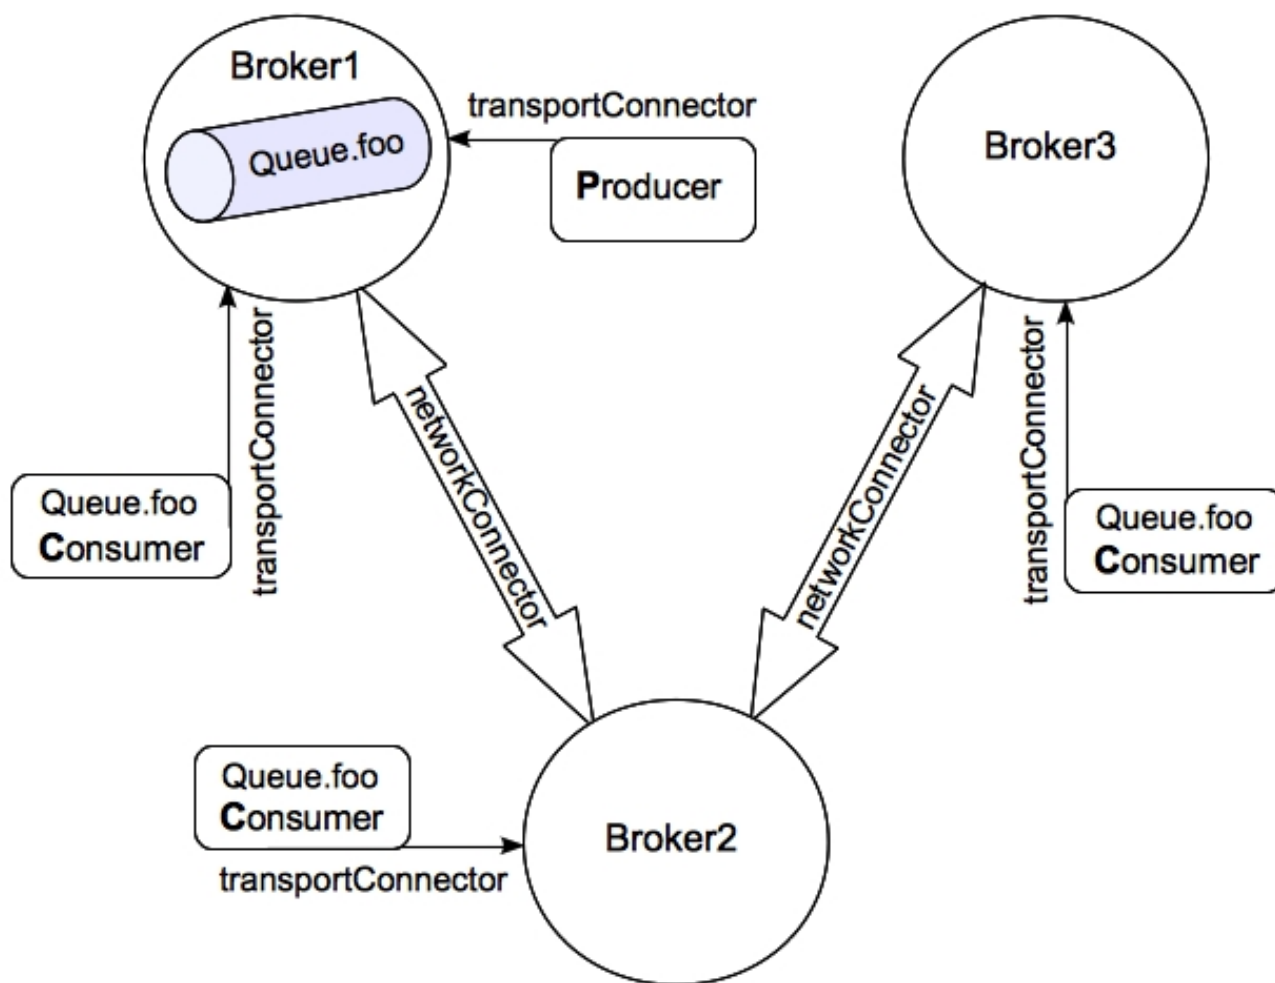 Broker1
Queue.foo
transportConnector
Producer
Broker3
transportConnector
Queue.foo
Consumer
networkConnector
networkConnector
transportConnector
Queue.foo
Consumer
Queue.foo
Consumer
transportConnector
Broker2